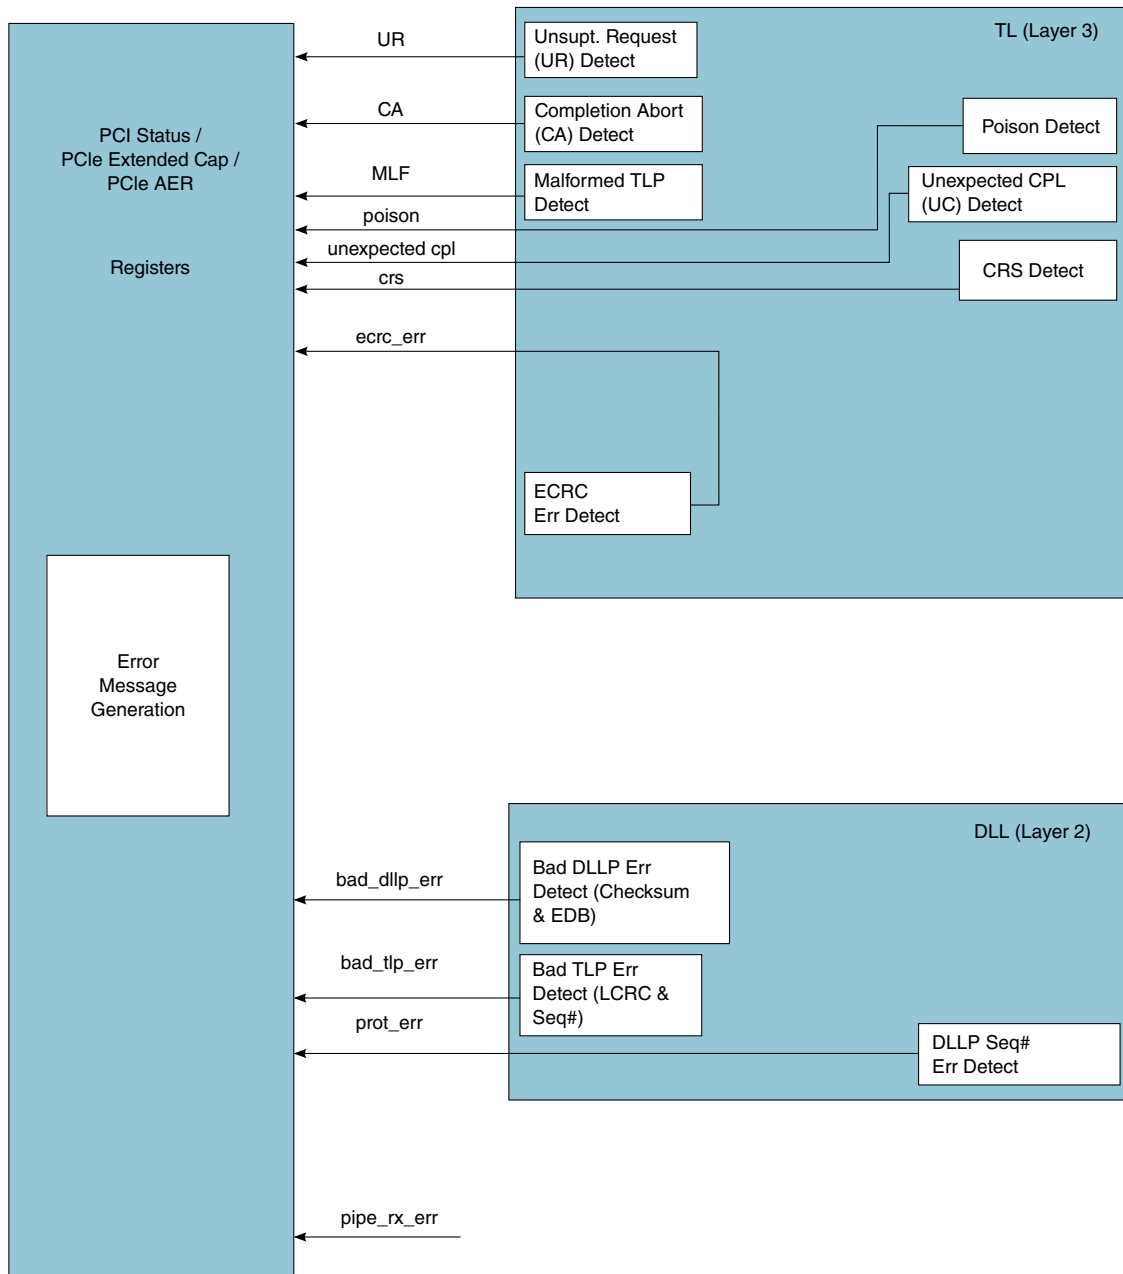 UR
Unsupt. Request
(UR) Detect
TL (Layer 3)
CA
Completion Abort
(CA) Detect
Poison Detect
PCI Status /
PCIe Extended Cap /
PCIe AER
MLF
Malformed TLP
Detect
Unexpected CPL
(UC) Detect
poison
unexpected cpl
Registers
crs
CRS Detect
ecrc_err
ECRC
Err Detect
Error
Message
Generation
DLL (Layer 2)
bad_dllp_err
Bad DLLP Err
Detect (Checksum
& EDB)
bad_tlp_err
Bad TLP Err
Detect (LCRC &
Seq#)
prot_err
DLLP Seq#
Err Detect
pipe_rx_err